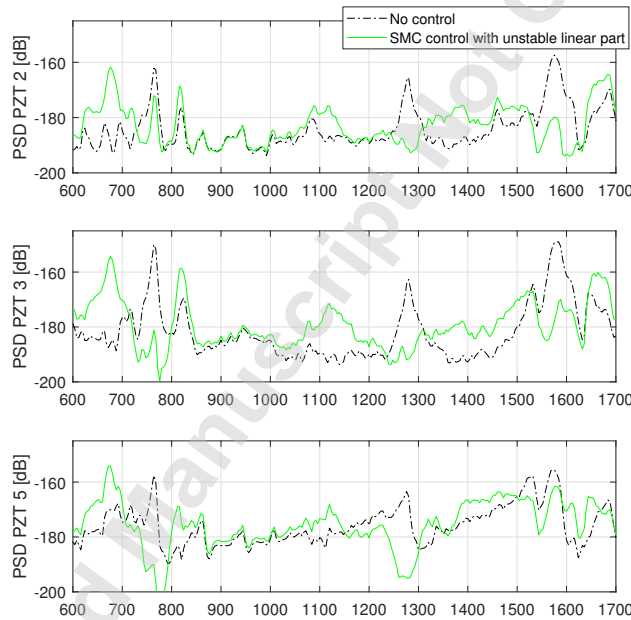 No control
SMC control with unstable linear part
PSD PZT 2 [dB]
-160
-180
-200
600 700 800 900 1000 1100 1200 1300 1400 1500 1600 1700
PSD PZT 3 [dB]
-160
-180
-200
600 700 800 900 1000 1100 1200 1300 1400 1500 1600 1700
PSD PZT 5 [dB]
-160
-180
-200
600 700 800 900 1000 1100 1200 1300 1400 1500 1600 1700
d Manuscript Not C